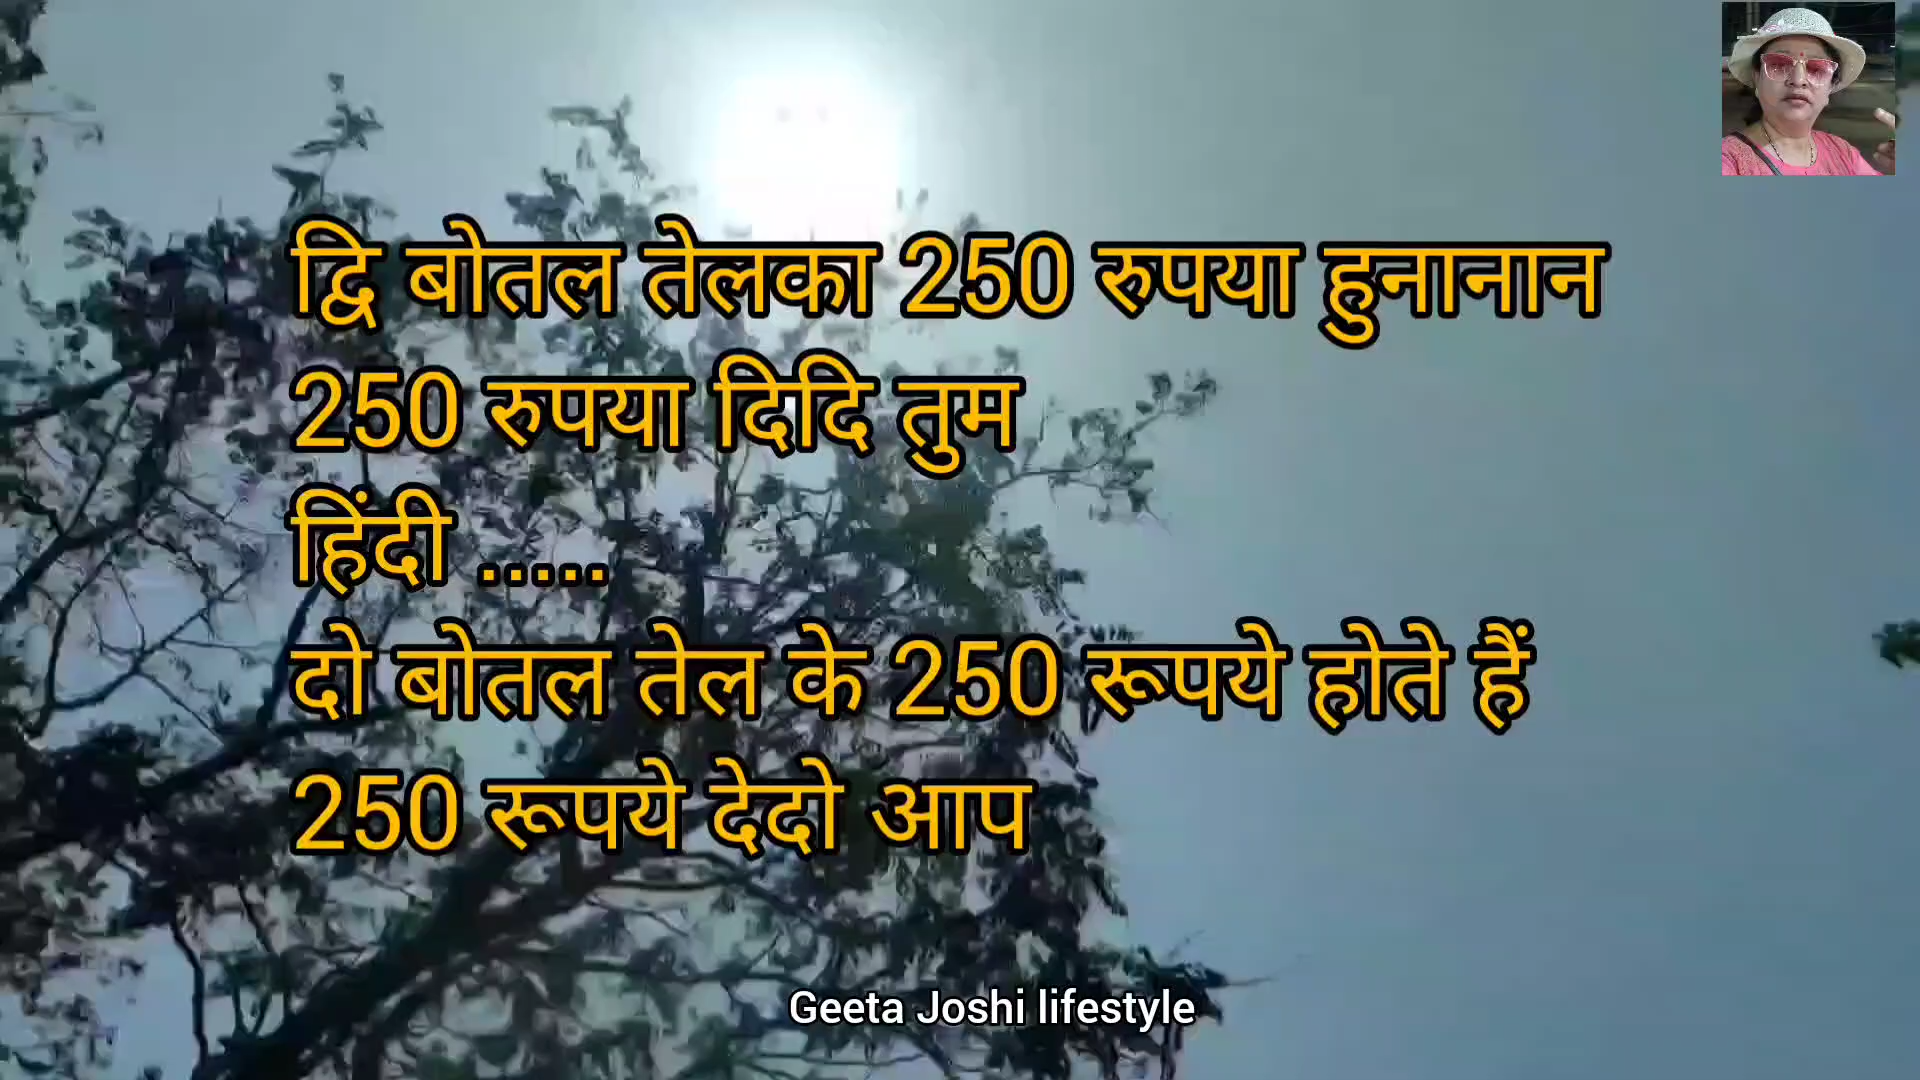 द्वि बोतल तेलका 250 रुपया हुनानान
250 रुपया दिदि तुम
हिंदी .....
दो बोतल तेल के 250 रूपये होते हैं
250 रूपये देदो आप
Geeta Joshi lifestyle